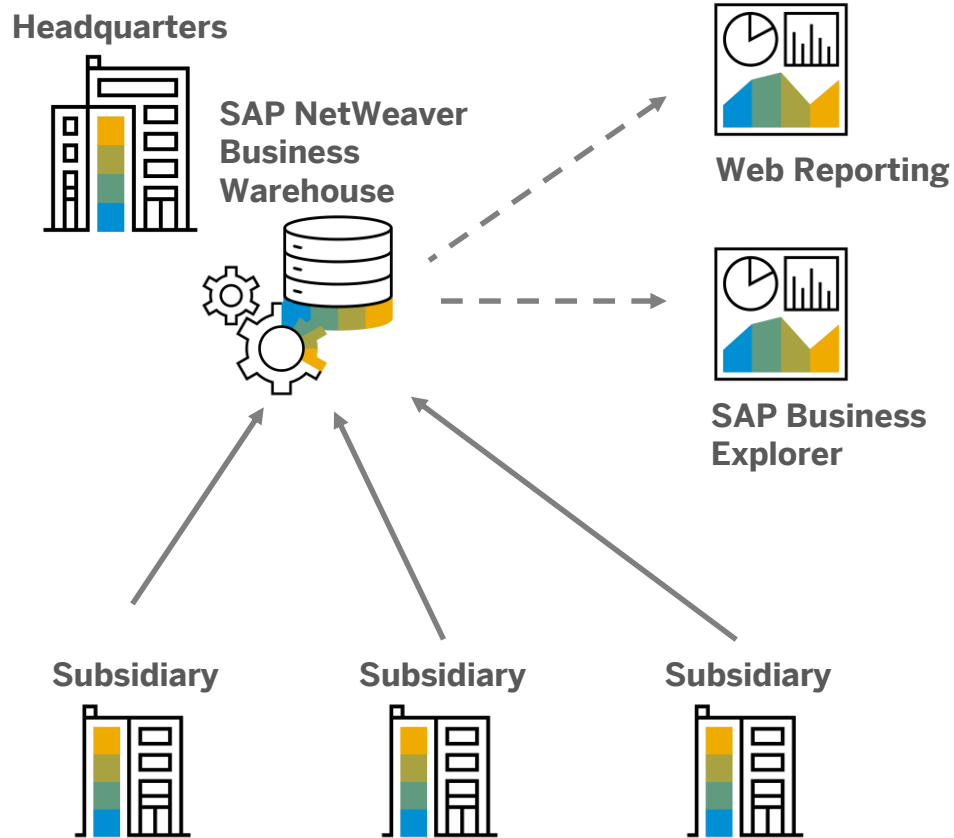 Headquarters
SAP NetWeaver
Business
Warehouse
Web Reporting
SAP Business
Explorer
Subsidiary
Subsidiary
Subsidiary